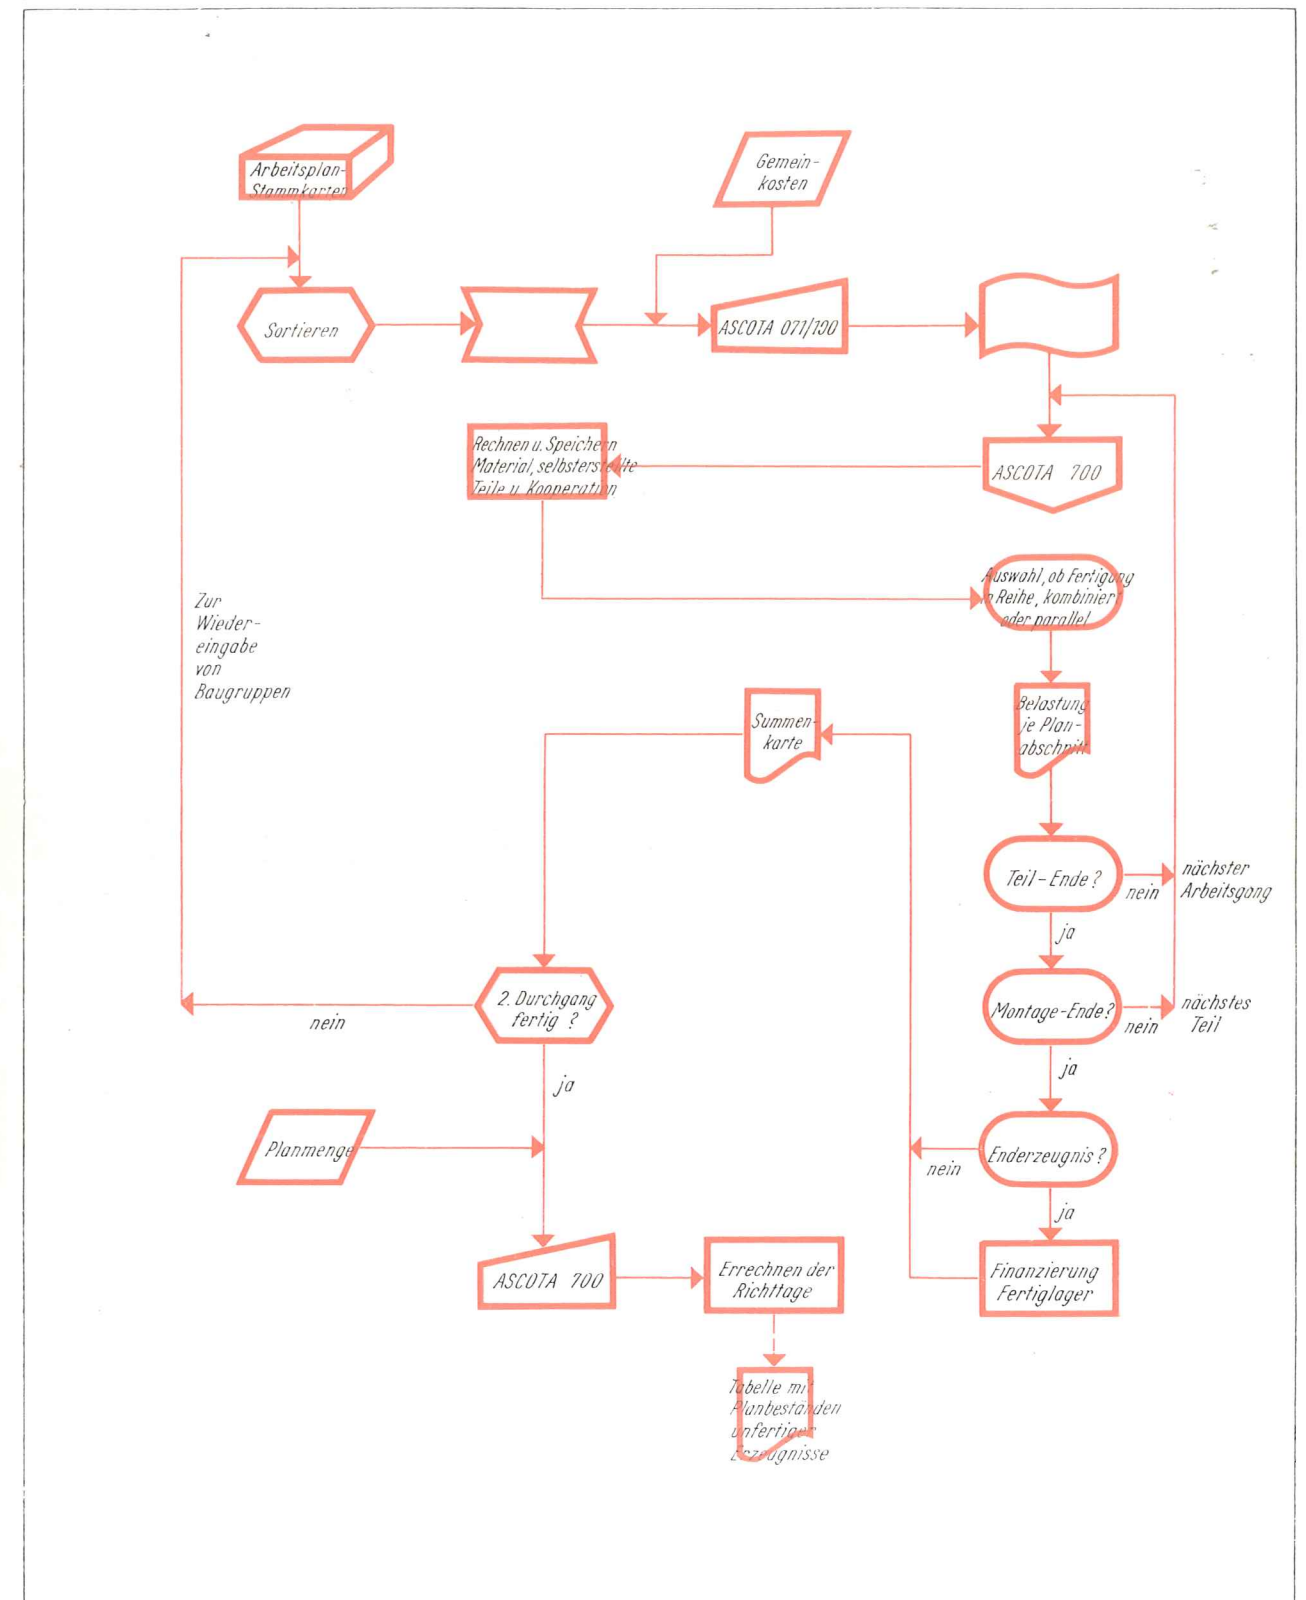 Arbeitsplan-
Stammkarten
Gemein-
kosten
Sortieren
ASCOTA 071/100
Rechnen u. Speichern
Material, selbsterstellte
Teile u. Kooperation
ASCOTA 700
Auswahl, ob Fertigung
in Reihe, kombiniert
oder parallel
Zur
Wieder-
eingabe
von
Baugruppen
Summen-
karte
Belastung
je Plan-
abschnitt
Teil-Ende?
nein
nächster
Arbeitsgang
ja
2. Durchgang
fertig ?
nein
Montage-Ende?
nein
nächstes
Teil
ja
ja
Planmenge
Enderzeugnis?
nein
ja
ASCOTA 700
Errechnen der
Richttage
Finanzierung
Fertiglager
Tabelle mit
Planbeständen
unfertiger
Erzeugnisse